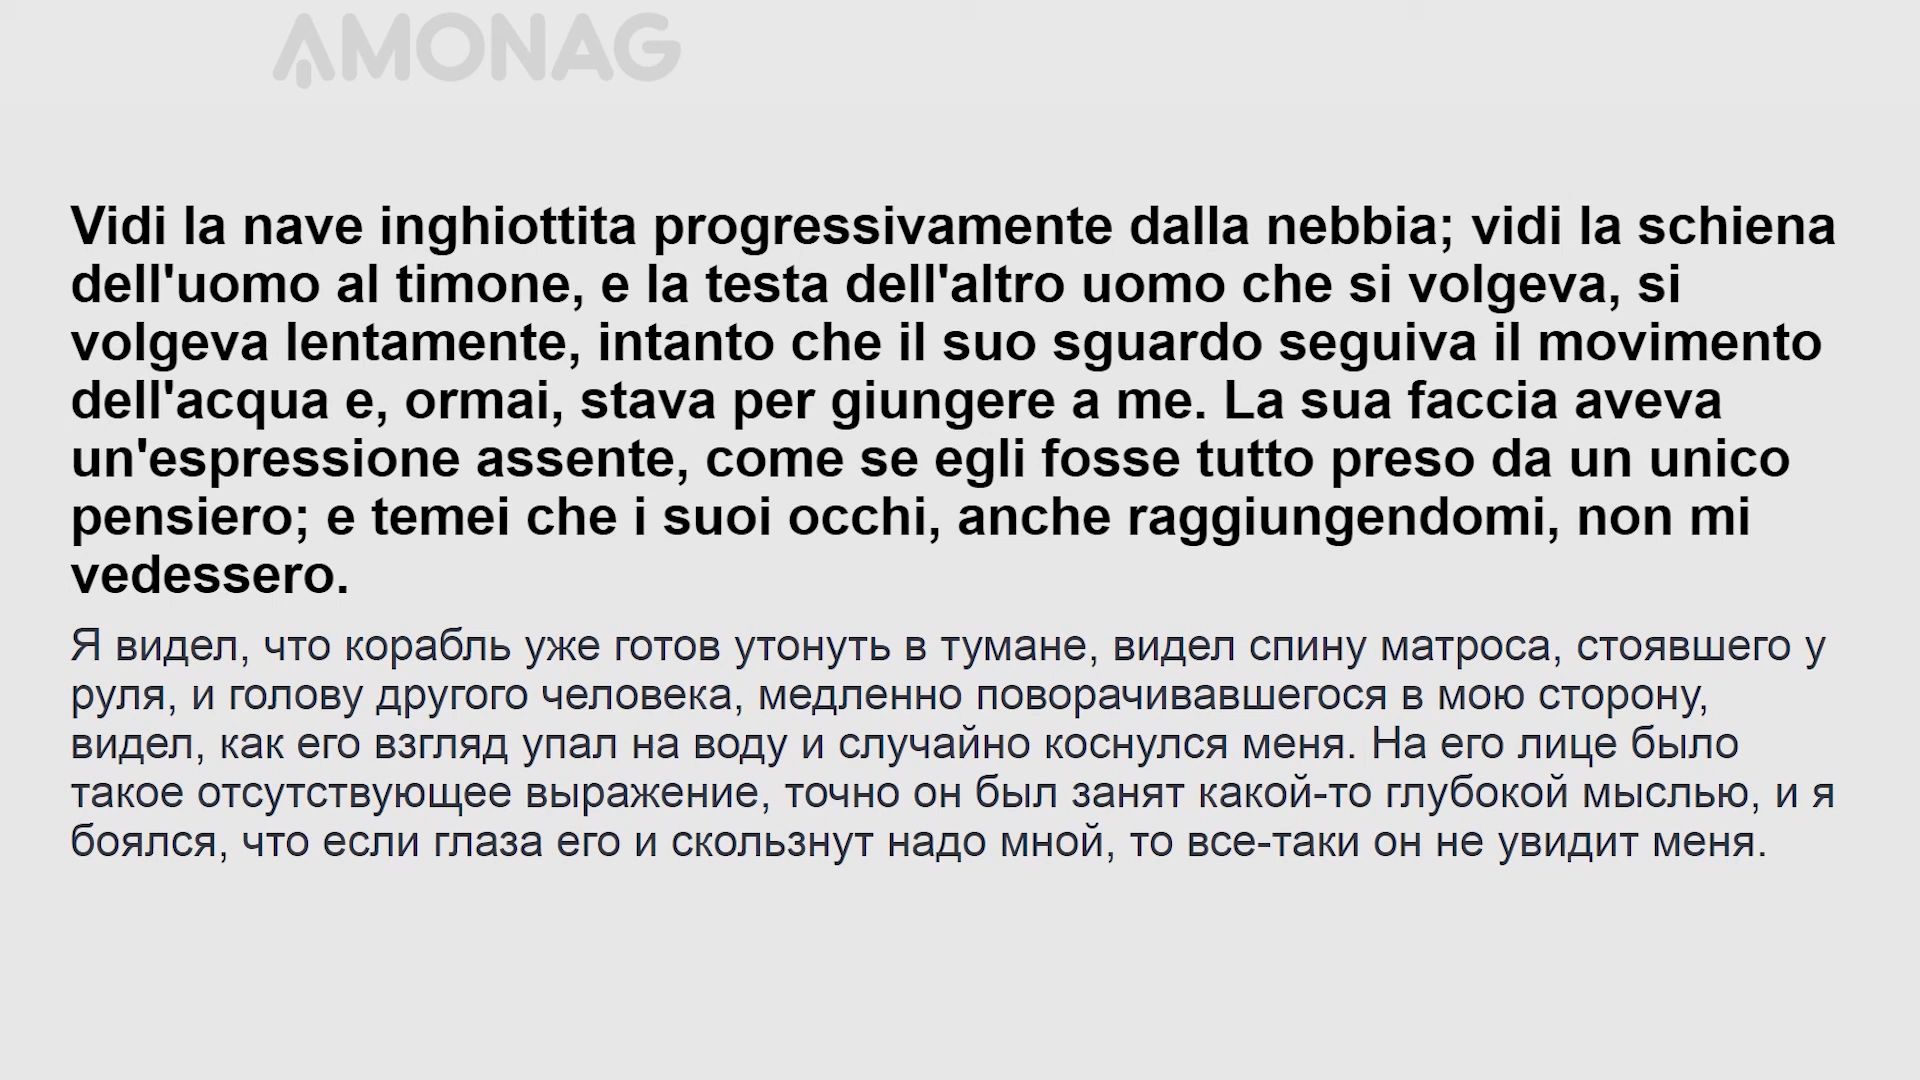 AMONAG
Vidi la nave inghiottita progressivamente dalla nebbia; vidi la schiena
dell'uomo al timone, e la testa dell'altro uomo che si volgeva, si
volgeva lentamente, intanto che il suo sguardo seguiva il movimento
dell'acqua e, ormai, stava per giungere a me. La sua faccia aveva
un'espressione assente, come se egli fosse tutto preso da un unico
pensiero; e temei che i suoi occhi, anche raggiungendomi, non mi
vedessero.
Я видел, что корабль уже готов утонуть в тумане, видел спину матроса, стоявшего у
руля, и голову другого человека, медленно поворачивавшегося в мою сторону,
видел, как его взгляд упал на воду и случайно коснулся меня. На его лице было
такое отсутствующее выражение, точно он был занят какой-то глубокой мыслью, и я
боялся, что если глаза его и скользнут надо мной, то все-таки он не увидит меня.